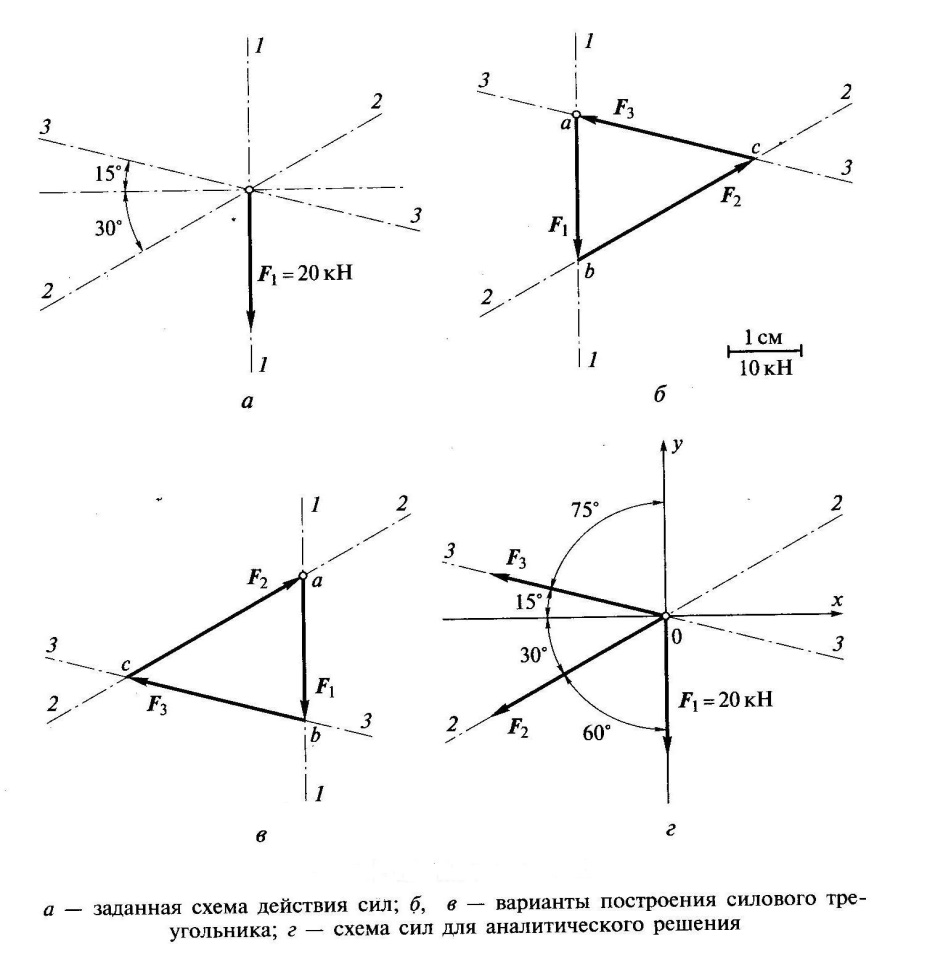 1
2
3
15°
30°
3
F₁ = 20 кН
2
1
а
1
3
2
F₃
a
c
3
F₂
F₁
b
2
1 см
10 кН
1
б
1
2
F₂
a
3
c
F₁
2
F₃
3
b
1
в
y
75°
2
3
F₃
15°
x
0
30°
3
F₁ = 20 кН
2
F₂
60°
г
а — заданная схема действия сил; б, в — варианты построения силового тре-
угольника; г — схема сил для аналитического решения